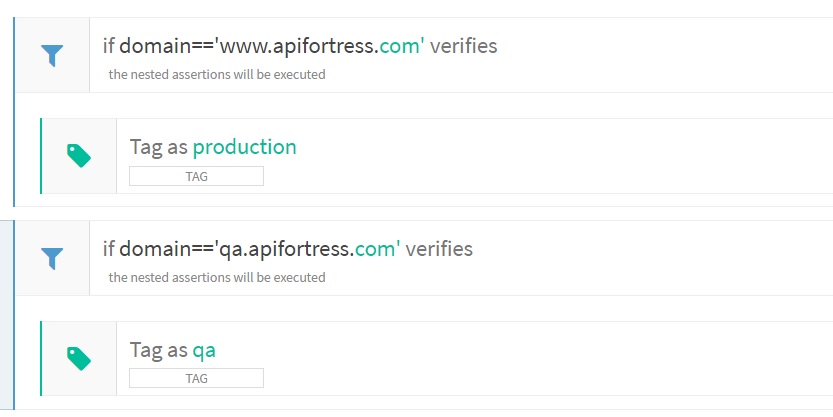 if domain=='www.apifortress.com' verifies
the nested assertions will be executed
Tag as production
TAG
if domain=='qa.apifortress.com' verifies
the nested assertions will be executed
Tag as qa
TAG